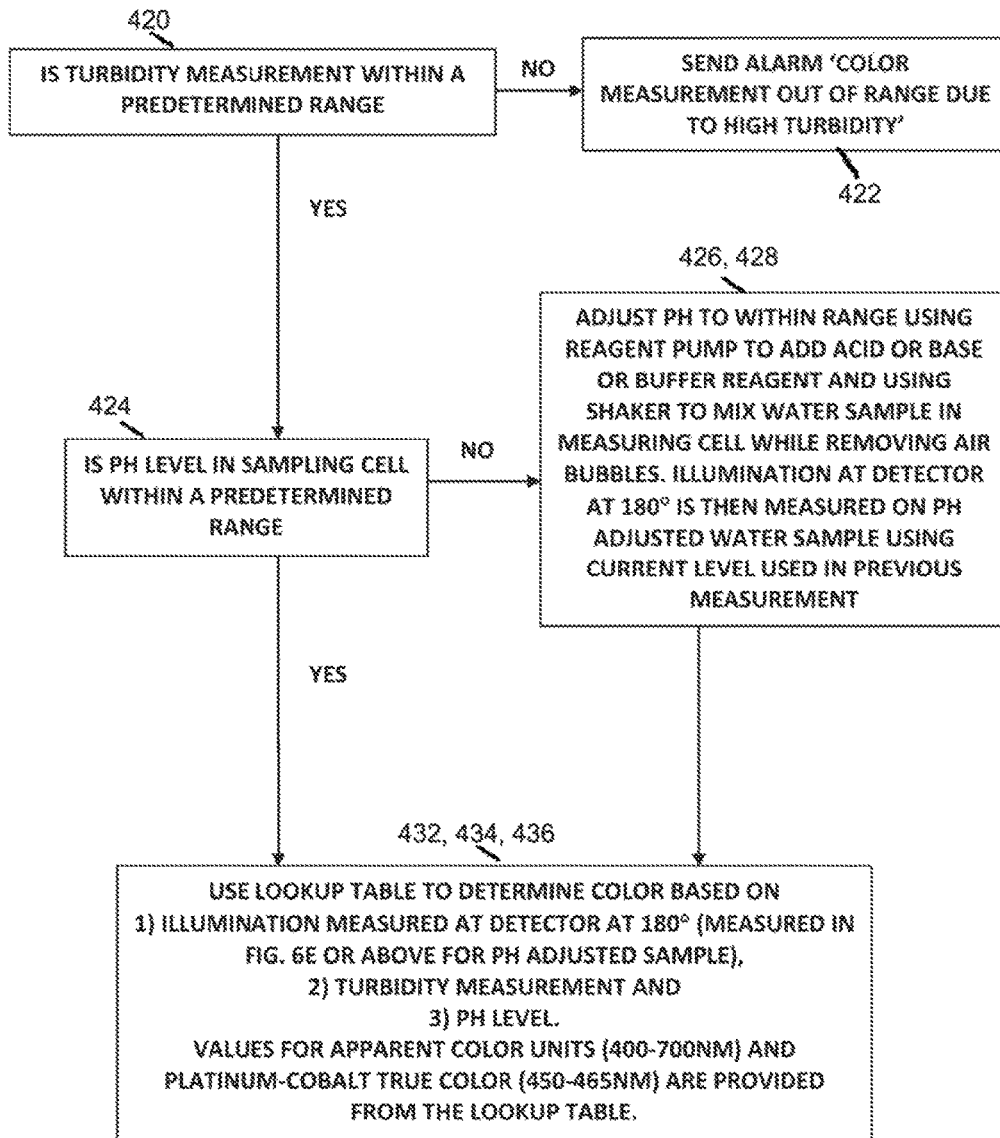 420
IS TURBIDITY MEASUREMENT WITHIN A
PREDETERMINED RANGE
NO
SEND ALARM ‘COLOR
MEASUREMENT OUT OF RANGE DUE
TO HIGH TURBIDITY’
422
YES
426, 428
ADJUST PH TO WITHIN RANGE USING
REAGENT PUMP TO ADD ACID OR BASE
OR BUFFER REAGENT AND USING
SHAKER TO MIX WATER SAMPLE IN
MEASURING CELL WHILE REMOVING AIR
BUBBLES. ILLUMINATION AT DETECTOR
AT 180° IS THEN MEASURED ON PH
ADJUSTED WATER SAMPLE USING
CURRENT LEVEL USED IN PREVIOUS
MEASUREMENT
424
IS PH LEVEL IN SAMPLING CELL
WITHIN A PREDETERMINED
RANGE
NO
YES
432, 434, 436
USE LOOKUP TABLE TO DETERMINE COLOR BASED ON
1) ILLUMINATION MEASURED AT DETECTOR AT 180° (MEASURED IN
FIG. 6E OR ABOVE FOR PH ADJUSTED SAMPLE),
2) TURBIDITY MEASUREMENT AND
3) PH LEVEL.
VALUES FOR APPARENT COLOR UNITS (400-700NM) AND
PLATINUM-COBALT TRUE COLOR (450-465NM) ARE PROVIDED
FROM THE LOOKUP TABLE.